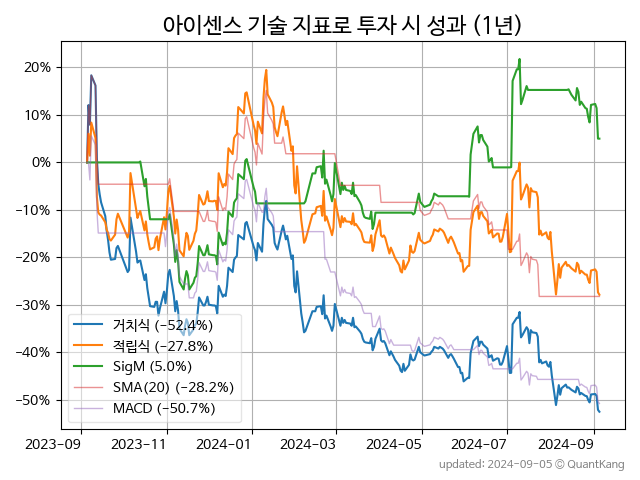 아이센스 기술 지표로 투자 시 성과 (1년)
20%
10%
0%
−10%
−20%
−30%
−40%
−50%
거치식 (−52.4%)
적립식 (−27.8%)
SigM (5.0%)
SMA(20) (−28.2%)
MACD (−50.7%)
2023-09 2023-11 2024-01 2024-03 2024-05 2024-07 2024-09
updated: 2024-09-05 ⓒ QuantKang